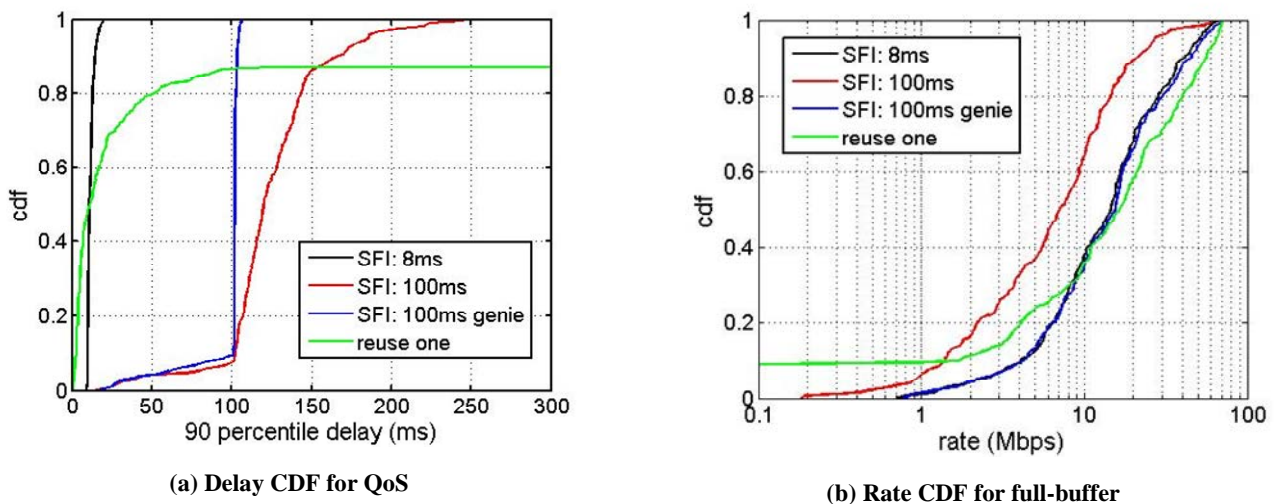 1
0.8
0.6
0.4
0.2
0
cdf
0 50 100 150 200 250 300
90 percentile delay (ms)
SFI: 8ms
SFI: 100ms
SFI: 100ms genie
reuse one
(a) Delay CDF for QoS
1
0.8
0.6
0.4
0.2
0
cdf
0.1 1 10 100
rate (Mbps)
SFI: 8ms
SFI: 100ms
SFI: 100ms genie
reuse one
(b) Rate CDF for full-buffer